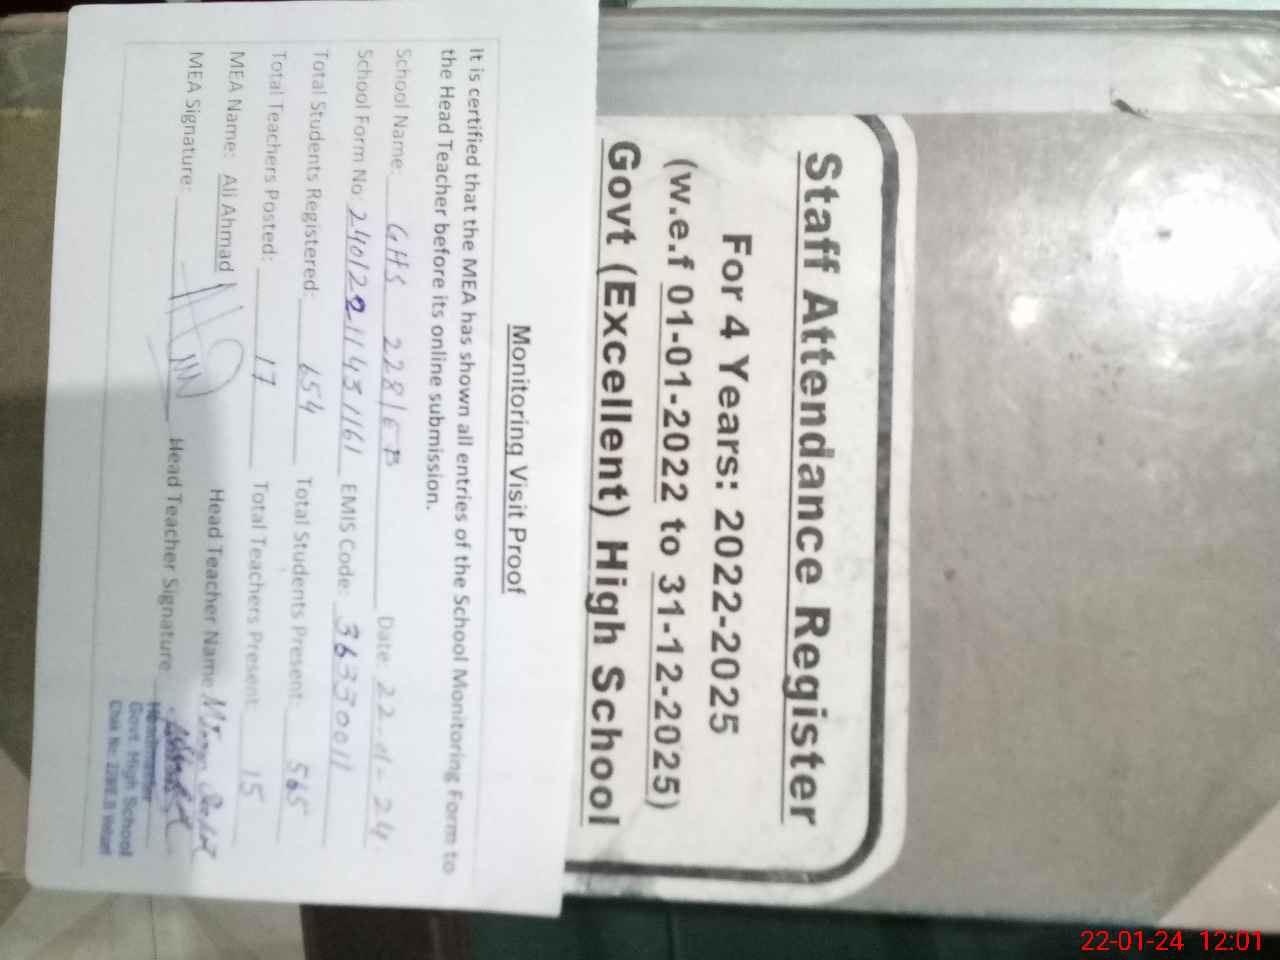 Staff Attendance Register
For 4 Years: 2022-2025
(w.e.f 01-01-2022 to 31-12-2025)
Govt (Excellent) High School
Monitoring Visit Proof
It is certified that the MEA has shown all entries of the School Monitoring Form to
the Head Teacher before its online submission.
School Name: GHS 228/EB Date: 22-01-24
School Form No: 24012211431161 EMIS Code: 36330011
Total Students Registered: 654 Total Students Present: 565
Total Teachers Posted: 17 Total Teachers Present: 15
MEA Name: Ali Ahmad Head Teacher Name
MEA Signature: Head Teacher Signature
Headmaster
Govt. High School
Chak No: 228E.B
22-01-24 12:01